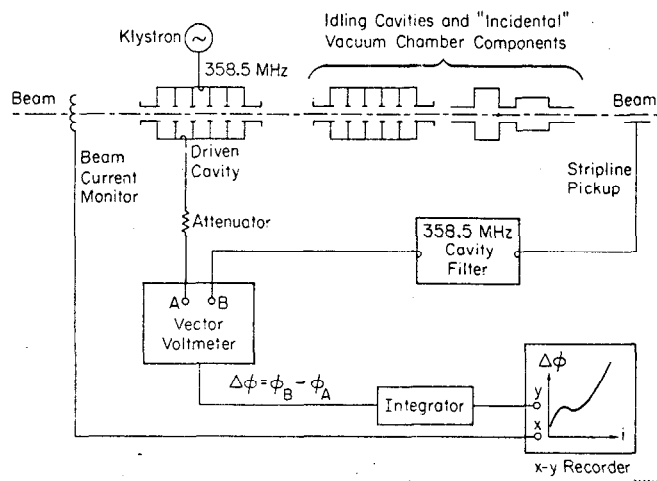 Idling Cavities and "Incidental"
Vacuum Chamber Components
Klystron
358.5 MHz
Beam
Beam
Driven
Cavity
Beam
Current
Monitor
Stripline
Pickup
Attenuator
358.5 MHz
Cavity
Filter
A
B
Vector
Voltmeter
Δϕ = ϕB − ϕA
Integrator
Δϕ
y
x
i
x-y Recorder